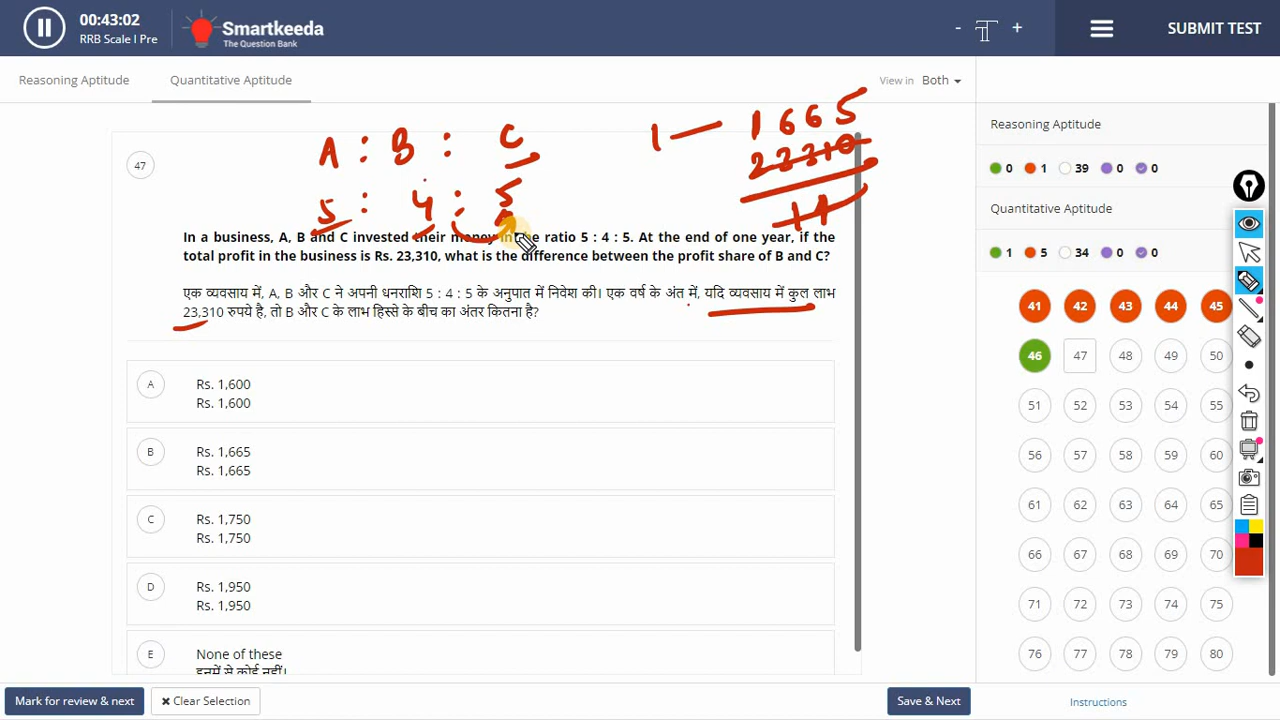 00:43:02
RRB Scale I Pre
Smartkeeda
The Question Bank
- T +
SUBMIT TEST
Reasoning Aptitude
Quantitative Aptitude
View in Both
A : B : C
5 : 4 : 5
1 — 1665
23310
14
47
In a business, A, B and C invested their money in the ratio 5 : 4 : 5. At the end of one year, if the
total profit in the business is Rs. 23,310, what is the difference between the profit share of B and C?
एक व्यवसाय में, A, B और C ने अपनी धनराशि 5 : 4 : 5 के अनुपात में निवेश की। एक वर्ष के अंत में, यदि व्यवसाय में कुल लाभ
23,310 रुपये है, तो B और C के लाभ हिस्से के बीच का अंतर कितना है?
A
Rs. 1,600
Rs. 1,600
B
Rs. 1,665
Rs. 1,665
C
Rs. 1,750
Rs. 1,750
D
Rs. 1,950
Rs. 1,950
E
None of these
इनमें से कोई नहीं।
Mark for review & next
Clear Selection
Save & Next
Reasoning Aptitude
0 1 39 0 0
Quantitative Aptitude
1 5 34 0 0
41 42 43 44 45
46 47 48 49 50
51 52 53 54 55
56 57 58 59 60
61 62 63 64 65
66 67 68 69 70
71 72 73 74 75
76 77 78 79 80
Instructions